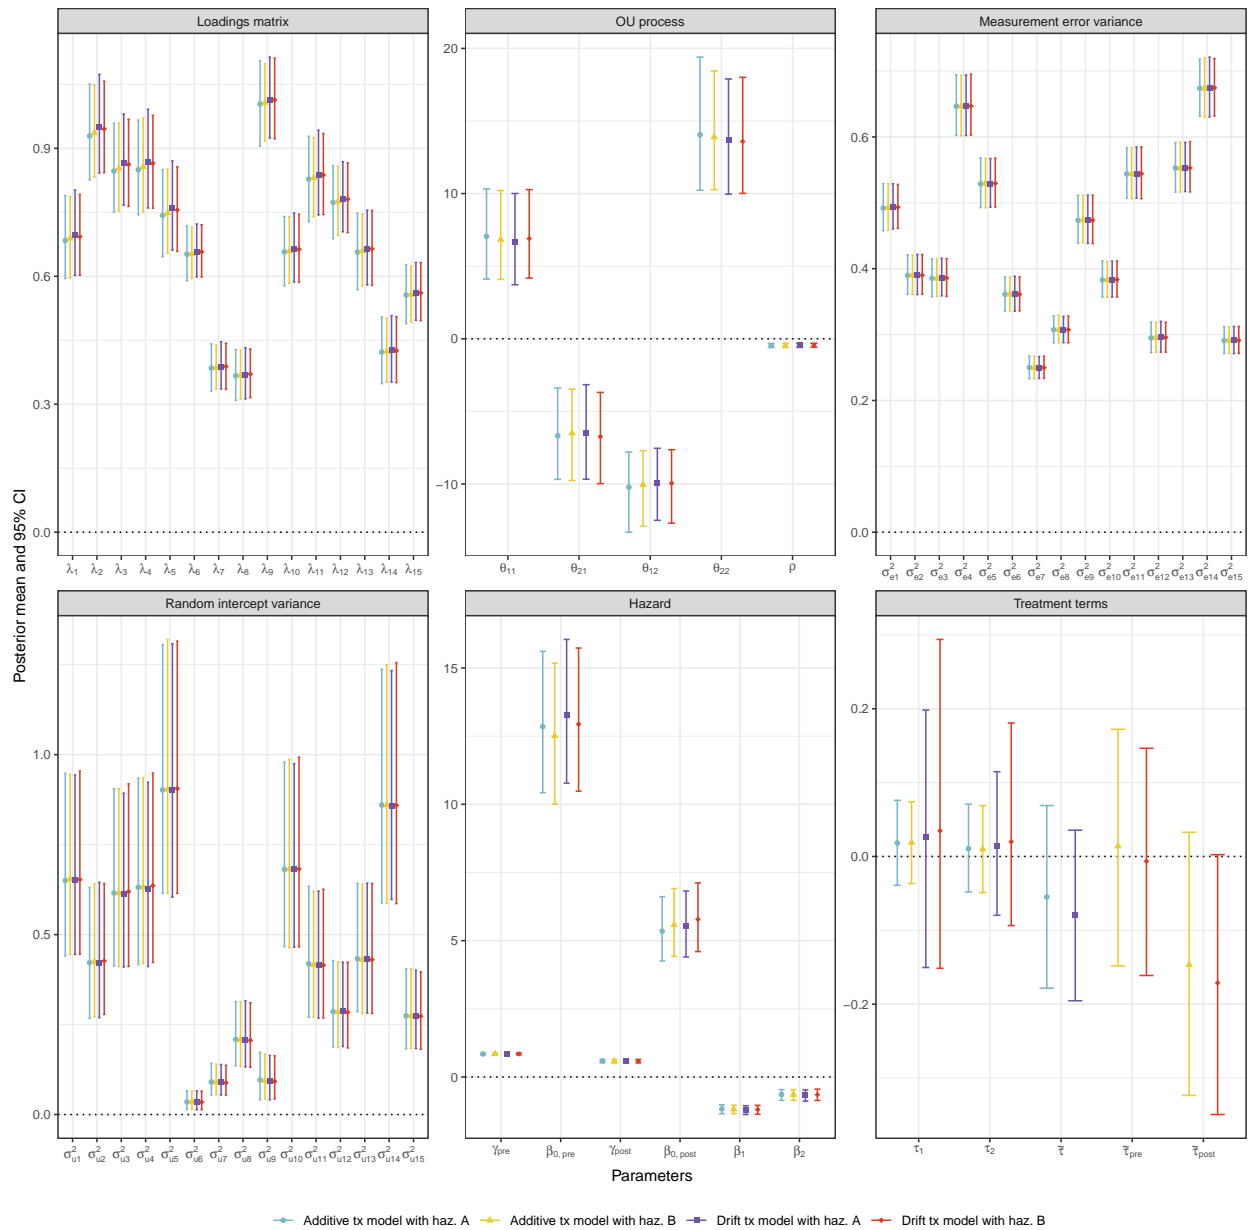 Loadings matrix
OU process
Measurement error variance
0.9
0.6
0.3
0.0
20
10
0
−10
0.6
0.4
0.2
0.0
λ1 λ2 λ3 λ4 λ5 λ6 λ7 λ8 λ9 λ10 λ11 λ12 λ13 λ14 λ15
θ11 θ21 θ12 θ22 ρ
σ²e1 σ²e2 σ²e3 σ²e4 σ²e5 σ²e6 σ²e7 σ²e8 σ²e9 σ²e10 σ²e11 σ²e12 σ²e13 σ²e14 σ²e15
Posterior mean and 95% CI
Random intercept variance
Hazard
Treatment terms
1.0
0.5
0.0
15
10
5
0
0.2
0.0
−0.2
σ²u1 σ²u2 σ²u3 σ²u4 σ²u5 σ²u6 σ²u7 σ²u8 σ²u9 σ²u10 σ²u11 σ²u12 σ²u13 σ²u14 σ²u15
γpre β0, pre γpost β0, post β1 β2
τ1 τ2 τ̃ τ̃pre τ̃post
Parameters
Additive tx model with haz. A Additive tx model with haz. B Drift tx model with haz. A Drift tx model with haz. B